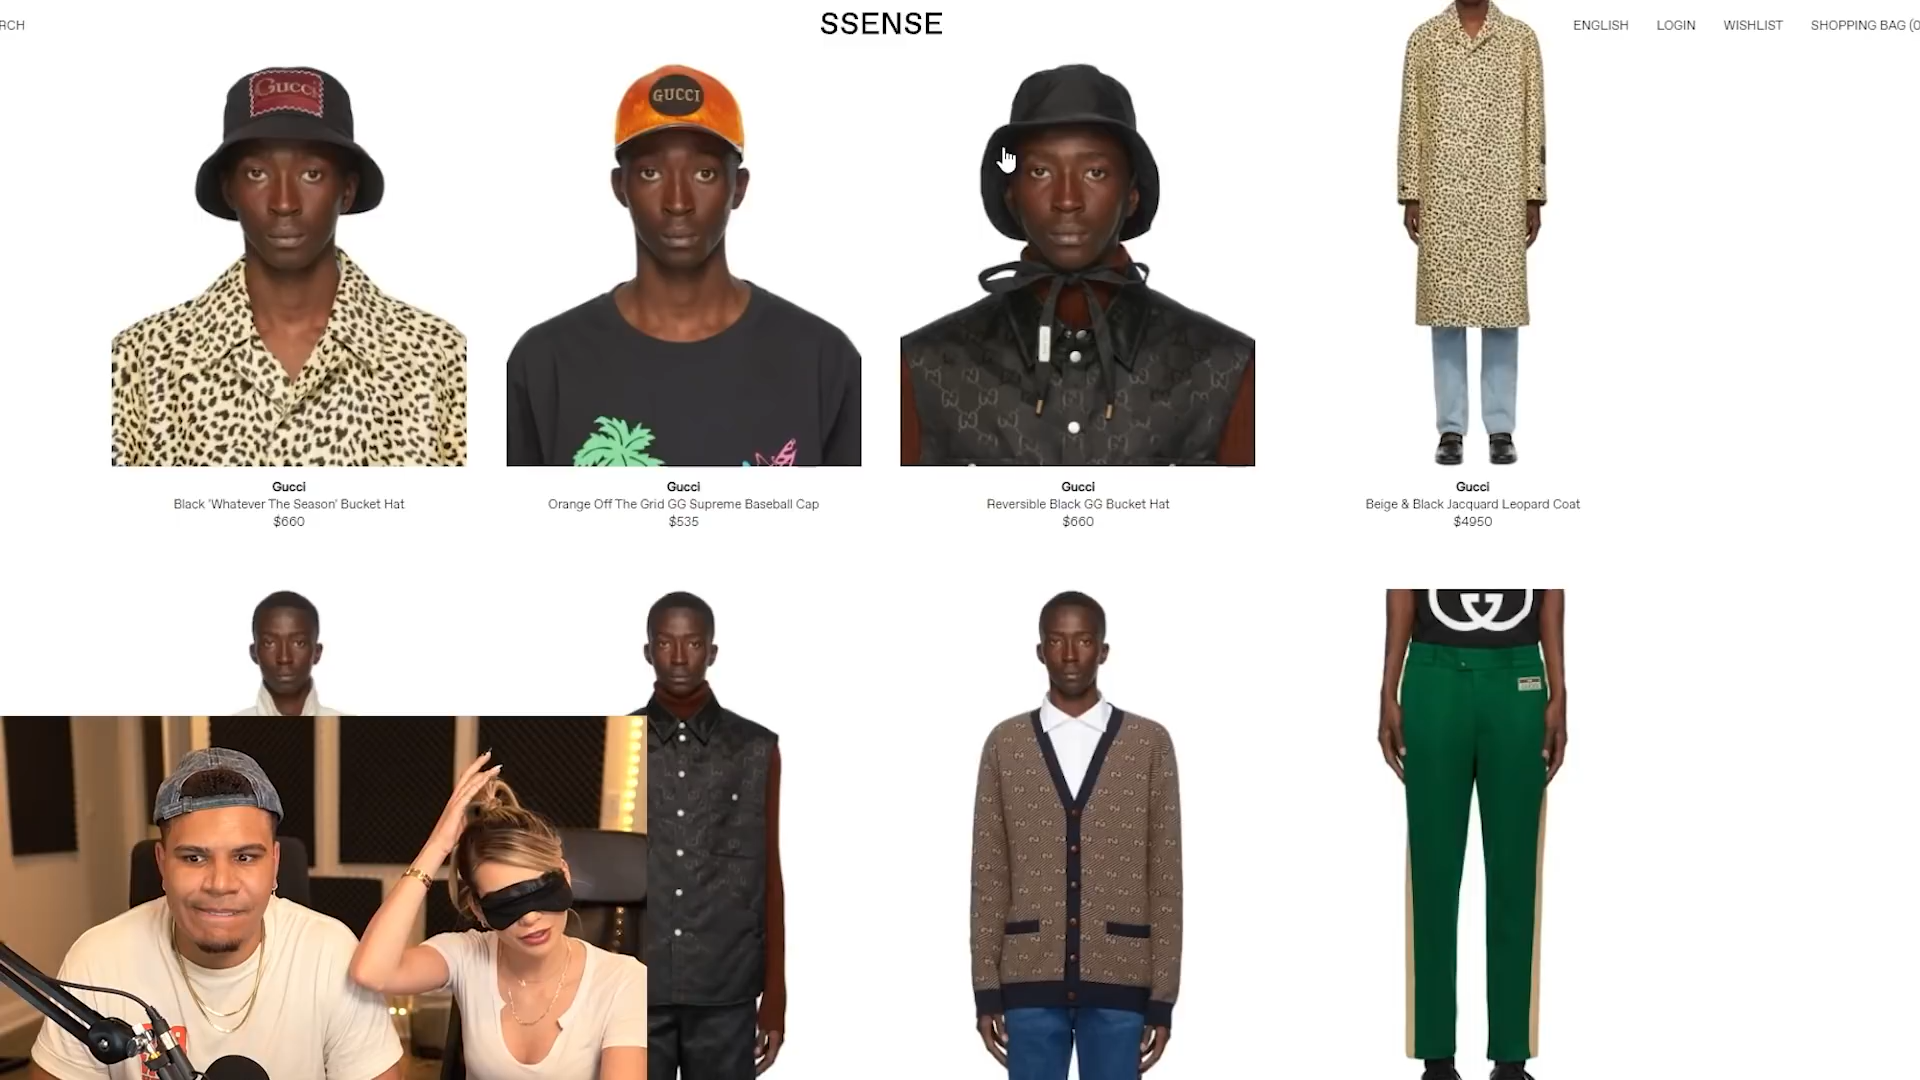 RCH
SSENSE
ENGLISH
LOGIN
WISHLIST
SHOPPING BAG (0
Gucci
GUCCI
Gucci
Black 'Whatever The Season' Bucket Hat
$660
Gucci
Orange Off The Grid GG Supreme Baseball Cap
$535
Gucci
Reversible Black GG Bucket Hat
$660
Gucci
Beige & Black Jacquard Leopard Coat
$4950